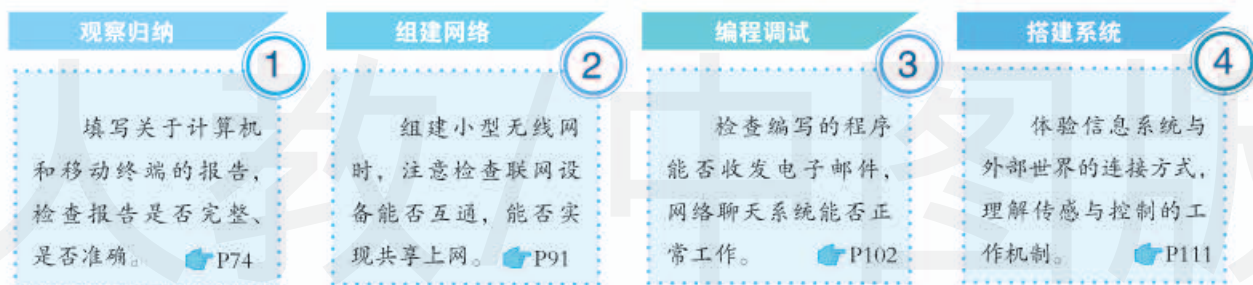 观察归纳
1
填写关于计算机
和移动终端的报告，
检查报告是否完整、
是否准确。 P74
组建网络
2
组建小型无线网
时，注意检查联网设
备能否互通，能否实
现共享上网。 P91
编程调试
3
检查编写的程序
能否收发电子邮件，
网络聊天系统能否正
常工作。 P102
搭建系统
4
体验信息系统与
外部世界的连接方式，
理解传感与控制的工
作机制。 P111
人教/中图版